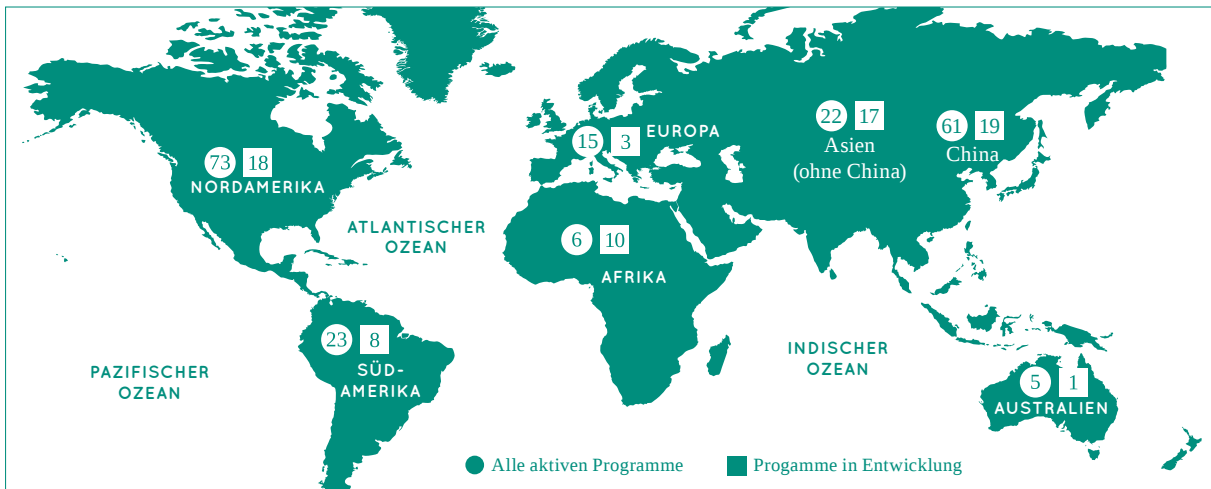 22 17
Asien
(ohne China)
61 19
China
15 3
EUROPA
73 18
NORDAMERIKA
ATLANTISCHER
OZEAN
6 10
AFRIKA
23 8
SÜD-
AMERIKA
PAZIFISCHER
OZEAN
INDISCHER
OZEAN
5 1
AUSTRALIEN
Alle aktiven Programme
Progamme in Entwicklung